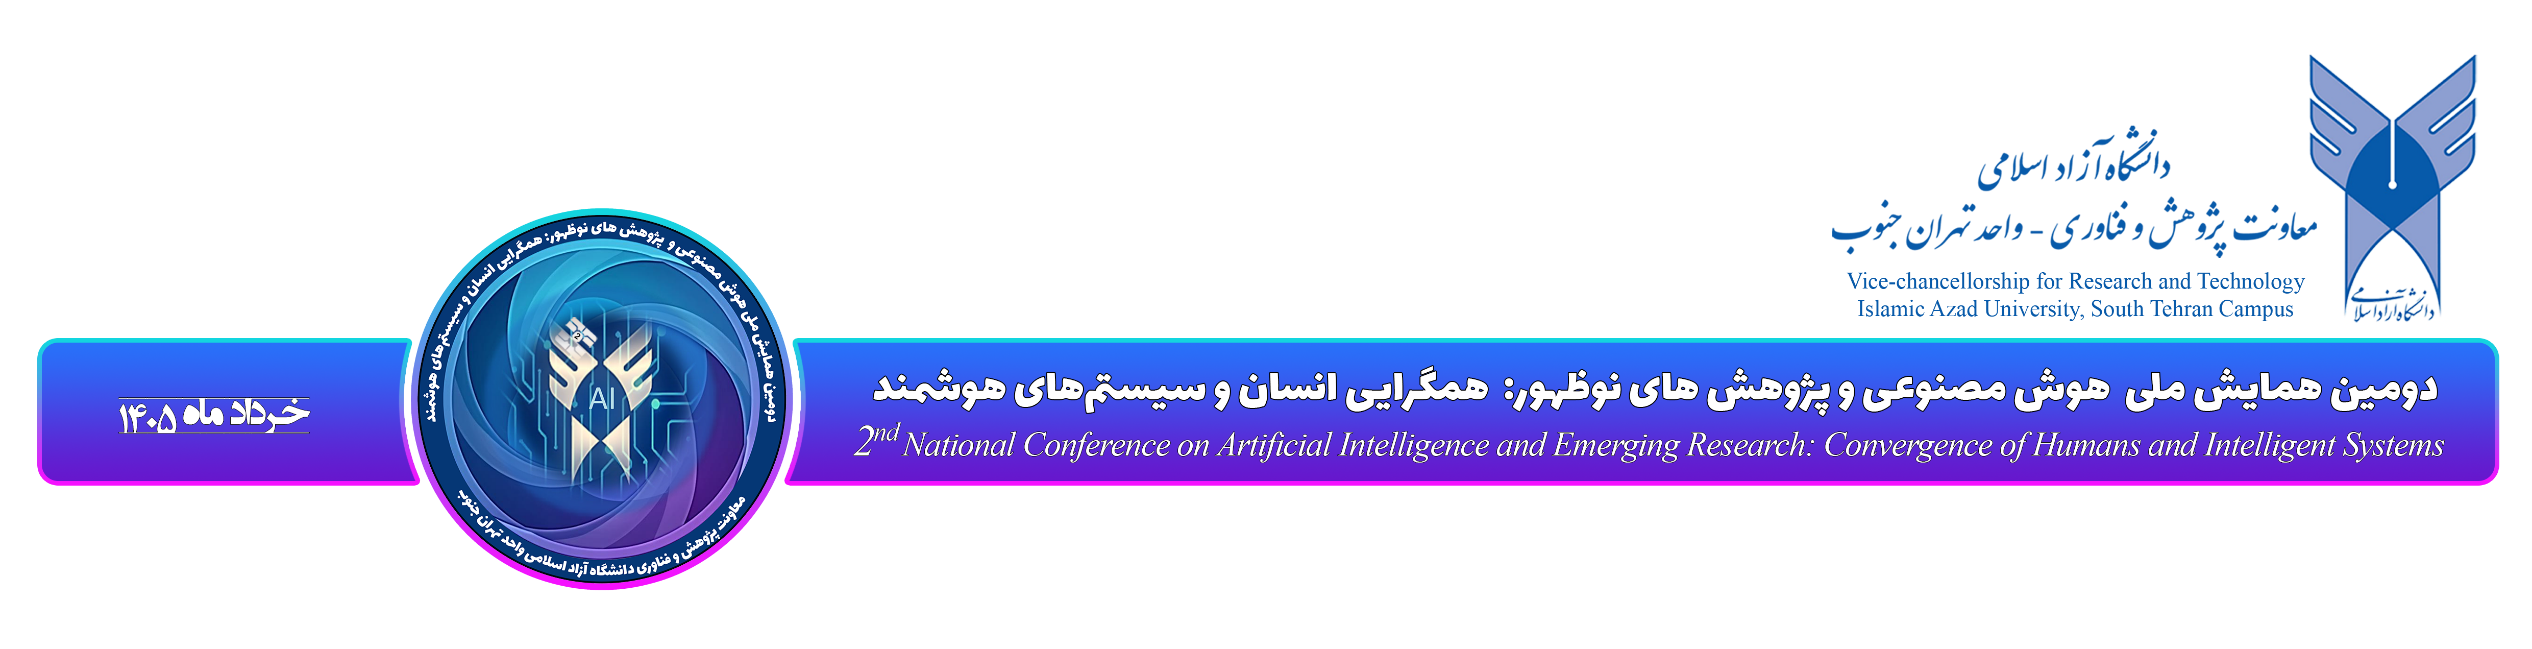 دانشگاه آزاد اسلامی
معاونت پژوهش و فناوری - واحد تهران جنوب
Vice-chancellorship for Research and Technology
Islamic Azad University, South Tehran Campus
دانشگاه آزاد اسلامی
دومین همایش ملی هوش مصنوعی و پژوهش های نوظهور: همگرایی انسان و سیستم‌های هوشمند
2nd National Conference on Artificial Intelligence and Emerging Research: Convergence of Humans and Intelligent Systems
دومین همایش ملی هوش مصنوعی و پژوهش های نوظهور: همگرایی انسان و سیستم‌های هوشمند
2
AI
معاونت پژوهش و فناوری دانشگاه آزاد اسلامی واحد تهران جنوب
خرداد ماه ۱۴۰۵